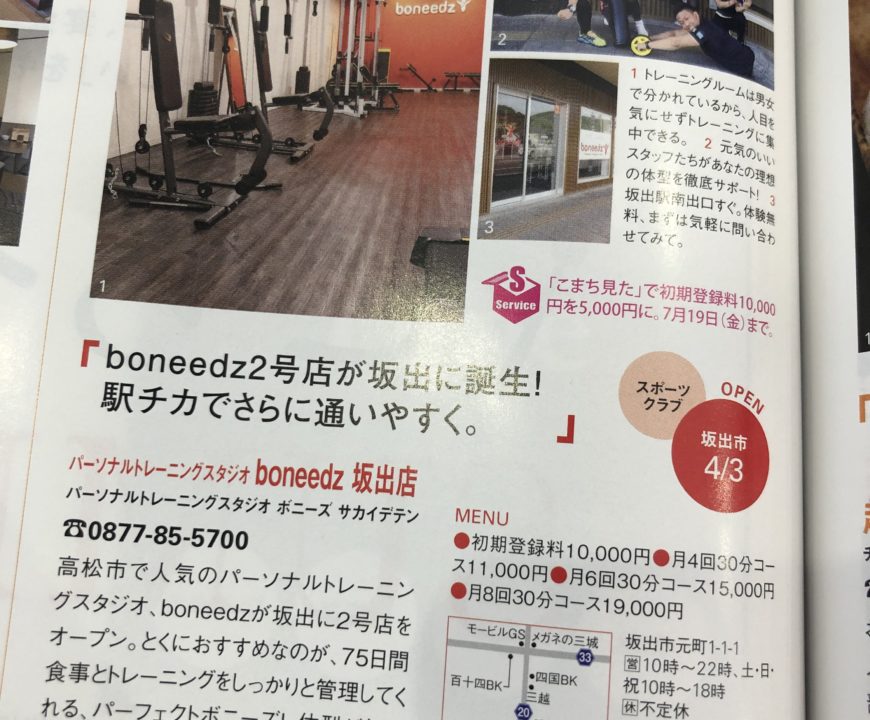 boneedz
2
1 トレーニングルームは男女
で分かれているから、人目を
気にせずトレーニングに集
中できる。 2 元気のいい
スタッフたちがあなたの理想
の体型を徹底サポート! 3
坂出駅南出口すぐ。体験無
料、まずは気軽に問い合わ
せてみて。
boneedz
3
1
S
Service
「こまち見た」で初期登録料10,000
円を5,000円に。7月19日(金)まで。
「boneedz2号店が坂出に誕生!
駅チカでさらに通いやすく。」
スポーツ
クラブ
OPEN
坂出市
4/3
パーソナルトレーニングスタジオ boneedz 坂出店
パーソナルトレーニングスタジオ ボニーズ サカイデテン
☎0877-85-5700
高松市で人気のパーソナルトレーニン
グスタジオ、boneedzが坂出に2号店を
オープン。とくにおすすめなのが、75日間
食事とトレーニングをしっかりと管理してく
れる、パーフェクトボニーズ
MENU
●初期登録料10,000円●月4回30分コー
ス11,000円●月6回30分コース15,000円
●月8回30分コース19,000円
モービルGS
メガネの三城
33
百十四BK
四国BK
三越
20
坂出市元町1-1-1
営10時〜22時、土・日・
祝10時〜18時
休不定休